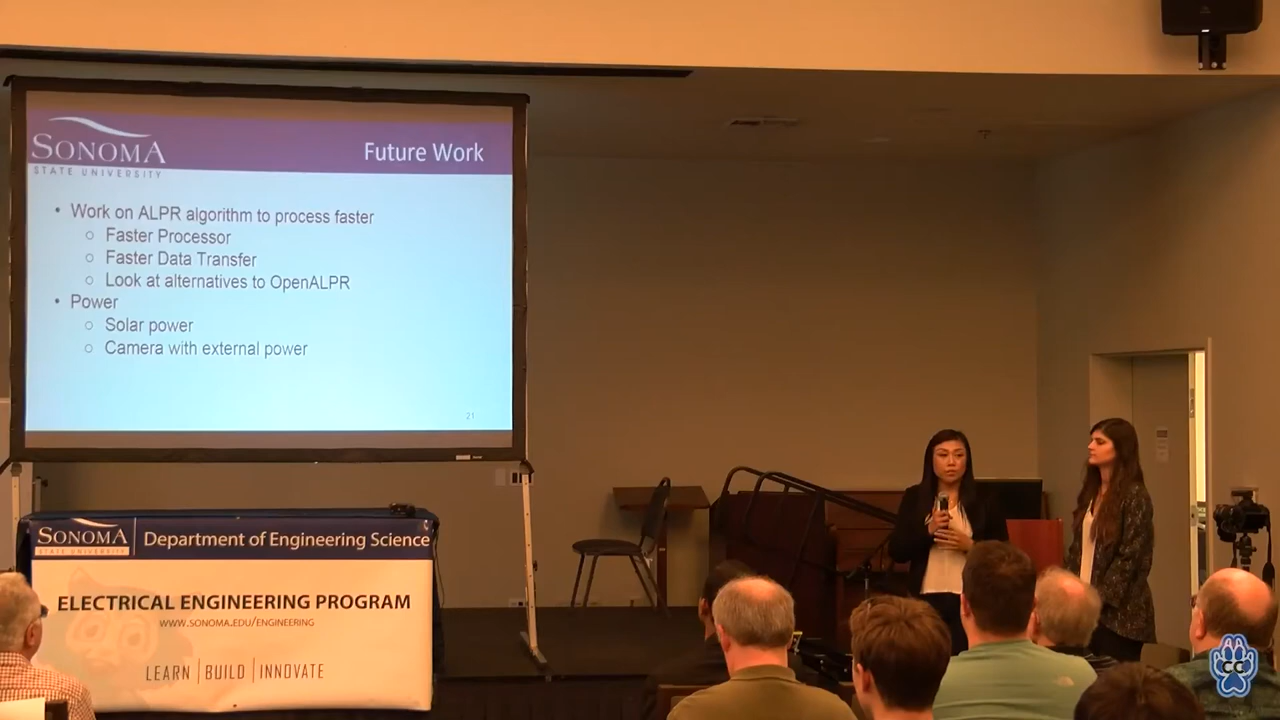 SONOMA
STATE UNIVERSITY
Future Work
• Work on ALPR algorithm to process faster
○ Faster Processor
○ Faster Data Transfer
○ Look at alternatives to OpenALPR
• Power
○ Solar power
○ Camera with external power
21
SONOMA
STATE UNIVERSITY
Department of Engineering Science
ELECTRICAL ENGINEERING PROGRAM
WWW.SONOMA.EDU/ENGINEERING
LEARN | BUILD | INNOVATE
CC